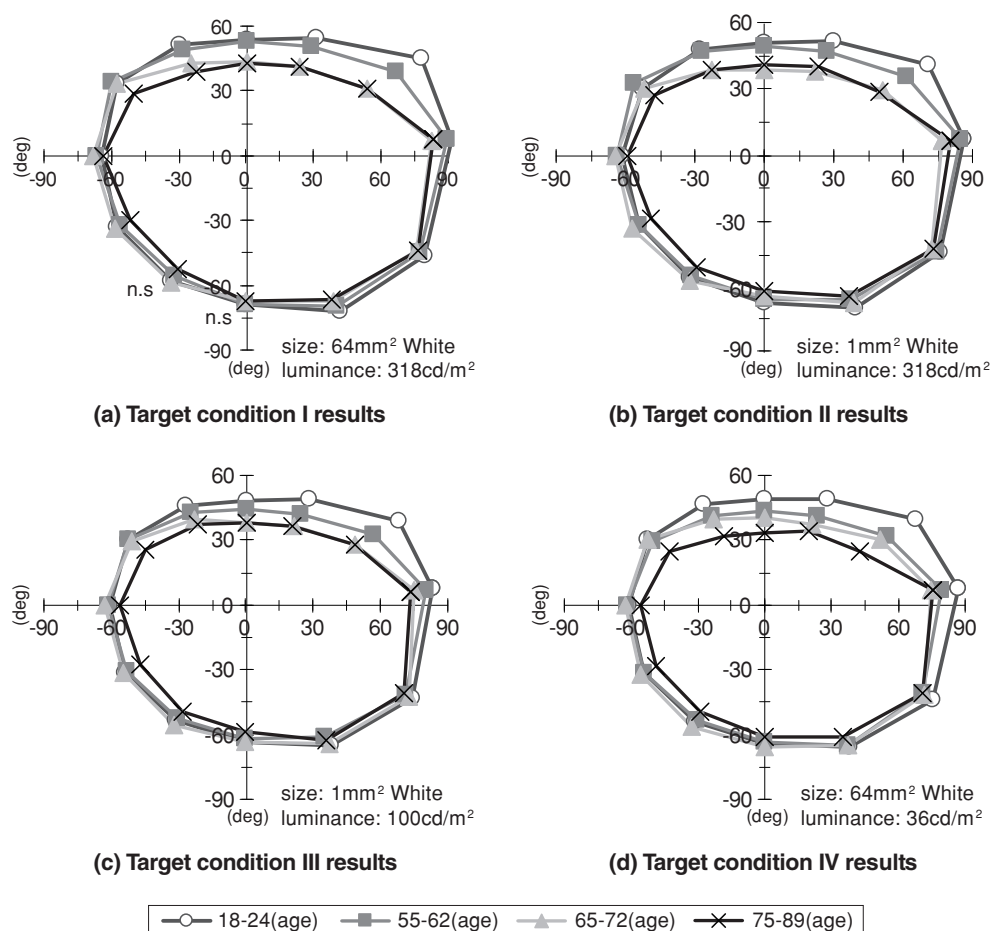 60
30
0
-30
-60
-90
(deg)
-90
-60
-30
0
30
60
90
(deg)
n.s
n.s
size: 64mm² White
luminance: 318cd/m²
(a) Target condition I results
60
30
0
-30
-60
-90
(deg)
-90
-60
-30
0
30
60
90
(deg)
size: 1mm² White
luminance: 318cd/m²
(b) Target condition II results
60
30
0
-30
-60
-90
(deg)
-90
-60
-30
0
30
60
90
(deg)
size: 1mm² White
luminance: 100cd/m²
(c) Target condition III results
60
30
0
-30
-60
-90
(deg)
-90
-60
-30
0
30
60
90
(deg)
size: 64mm² White
luminance: 36cd/m²
(d) Target condition IV results
18-24(age) 55-62(age) 65-72(age) 75-89(age)